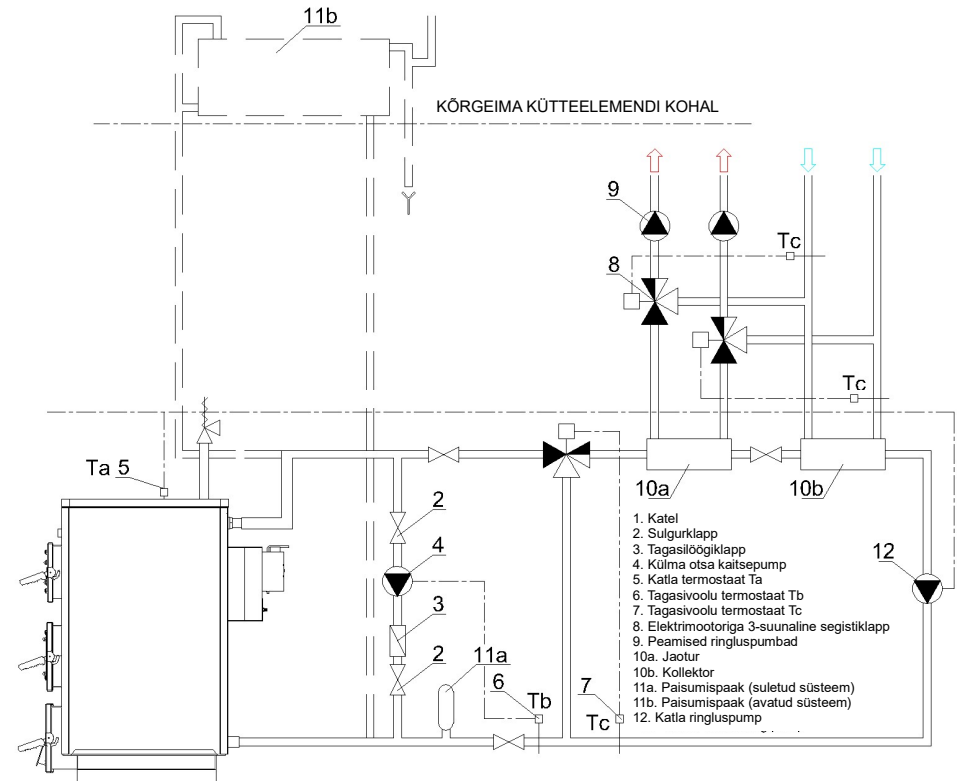 11b
KÕRGEIMA KÜTTEELEMENDI KOHAL
9
Tc
8
Tc
Ta 5
10a
10b
2
4
3
2
11a
6
Tb
7
Tc
12
1. Katel
2. Sulgurklapp
3. Tagasilöögiklapp
4. Külma otsa kaitsepump
5. Katla termostaat Ta
6. Tagasivoolu termostaat Tb
7. Tagasivoolu termostaat Tc
8. Elektrimootoriga 3-suunaline segistiklapp
9. Peamised ringluspumbad
10a. Jaotur
10b. Kollektor
11a. Paisumispaak (suletud süsteem)
11b. Paisumispaak (avatud süsteem)
12. Katla ringluspump